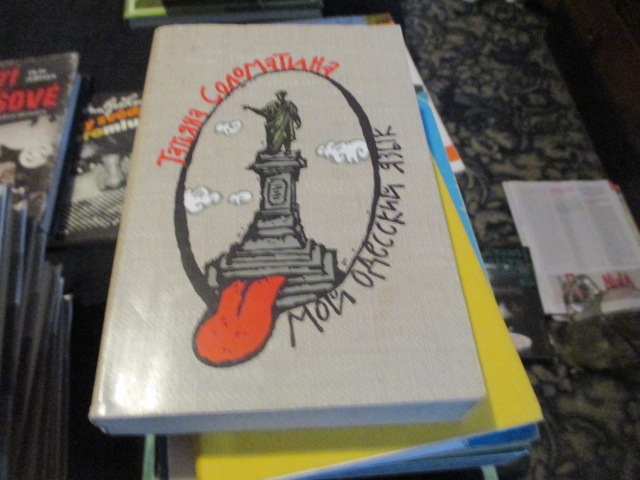 Татьяна Соломатина
Мой одесский язык